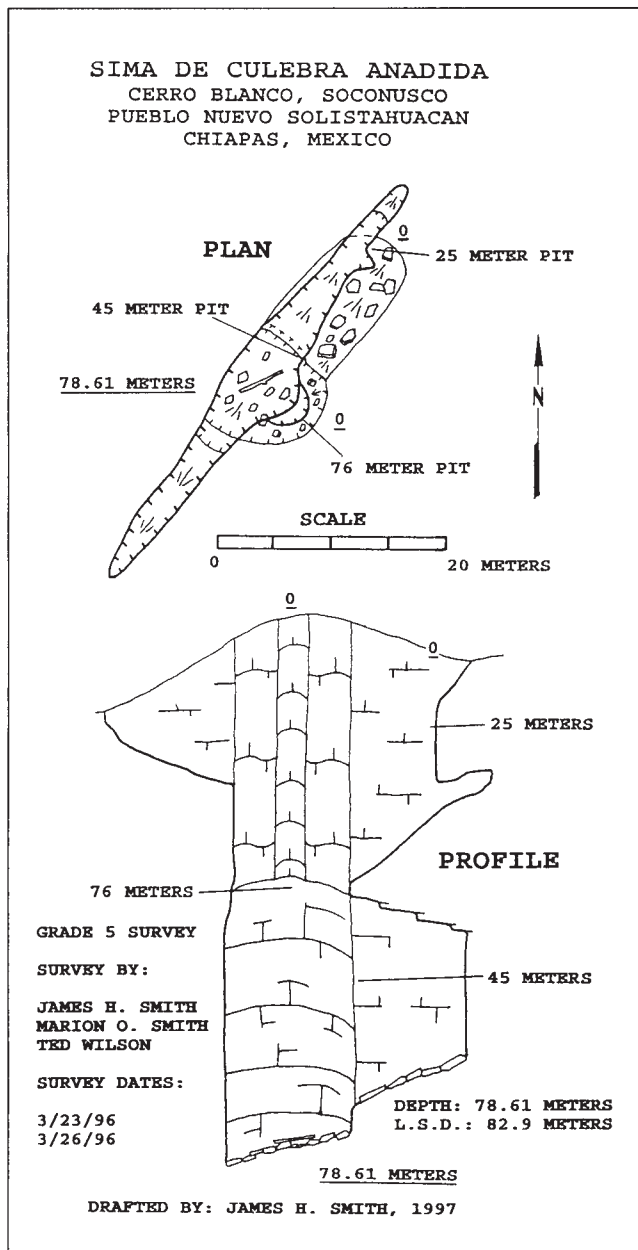 SIMA DE CULEBRA ANADIDA
CERRO BLANCO, SOCONUSCO
PUEBLO NUEVO SOLISTAHUACAN
CHIAPAS, MEXICO
PLAN
0
25 METER PIT
45 METER PIT
78.61 METERS
0
76 METER PIT
N
SCALE
0
20 METERS
0
0
25 METERS
PROFILE
76 METERS
GRADE 5 SURVEY
45 METERS
SURVEY BY:
JAMES H. SMITH
MARION O. SMITH
TED WILSON
SURVEY DATES:
3/23/96
3/26/96
DEPTH: 78.61 METERS
L.S.D.: 82.9 METERS
78.61 METERS
DRAFTED BY: JAMES H. SMITH, 1997